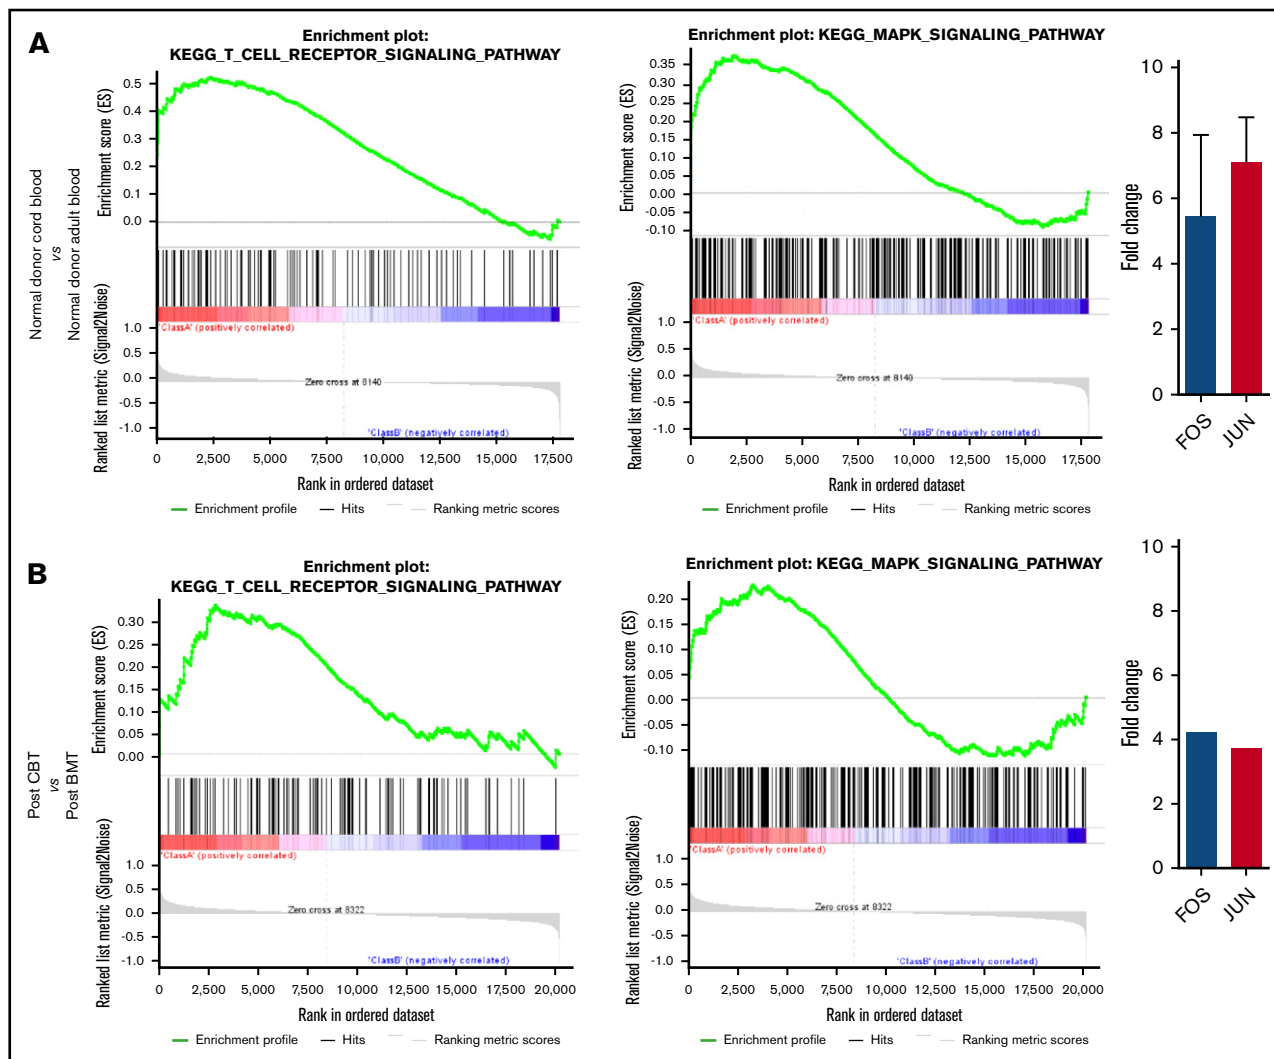 A
Enrichment plot:
KEGG_T_CELL_RECEPTOR_SIGNALING_PATHWAY
Normal donor cord blood
vs
Normal donor adult blood
Enrichment score (ES)
0.5
0.4
0.3
0.2
0.1
0.0
'ClassA' (positively correlated)
Ranked list metric (Signal2Noise)
1.0
0.5
0.0
-0.5
-1.0
Zero cross at 8140
'ClassB' (negatively correlated)
0 2,500 5,000 7,500 10,000 12,500 15,000 17,500
Rank in ordered dataset
Enrichment profile Hits Ranking metric scores
Enrichment plot: KEGG_MAPK_SIGNALING_PATHWAY
Enrichment score (ES)
0.35
0.30
0.25
0.20
0.15
0.10
0.05
0.00
-0.05
-0.10
'ClassA' (positively correlated)
Ranked list metric (Signal2Noise)
1.0
0.5
0.0
-0.5
-1.0
Zero cross at 8140
'ClassB' (negatively correlated)
0 2,500 5,000 7,500 10,000 12,500 15,000 17,500
Rank in ordered dataset
Enrichment profile Hits Ranking metric scores
Fold change
10
8
6
4
2
0
FOS JUN
B
Enrichment plot:
KEGG_T_CELL_RECEPTOR_SIGNALING_PATHWAY
Post CBT
vs
Post BMT
Enrichment score (ES)
0.30
0.25
0.20
0.15
0.10
0.05
0.00
'ClassA' (positively correlated)
Ranked list metric (Signal2Noise)
1.0
0.5
0.0
-0.5
-1.0
Zero cross at 8322
'ClassB' (negatively correlated)
0 2,500 5,000 7,500 10,000 12,500 15,000 17,500 20,000
Rank in ordered dataset
Enrichment profile Hits Ranking metric scores
Enrichment plot: KEGG_MAPK_SIGNALING_PATHWAY
Enrichment score (ES)
0.20
0.15
0.10
0.05
0.00
-0.05
-0.10
'ClassA' (positively correlated)
Ranked list metric (Signal2Noise)
1.0
0.5
0.0
-0.5
-1.0
Zero cross at 8322
'ClassB' (negatively correlated)
0 2,500 5,000 7,500 10,000 12,500 15,000 17,500 20,000
Rank in ordered dataset
Enrichment profile Hits Ranking metric scores
Fold change
10
8
6
4
2
0
FOS JUN